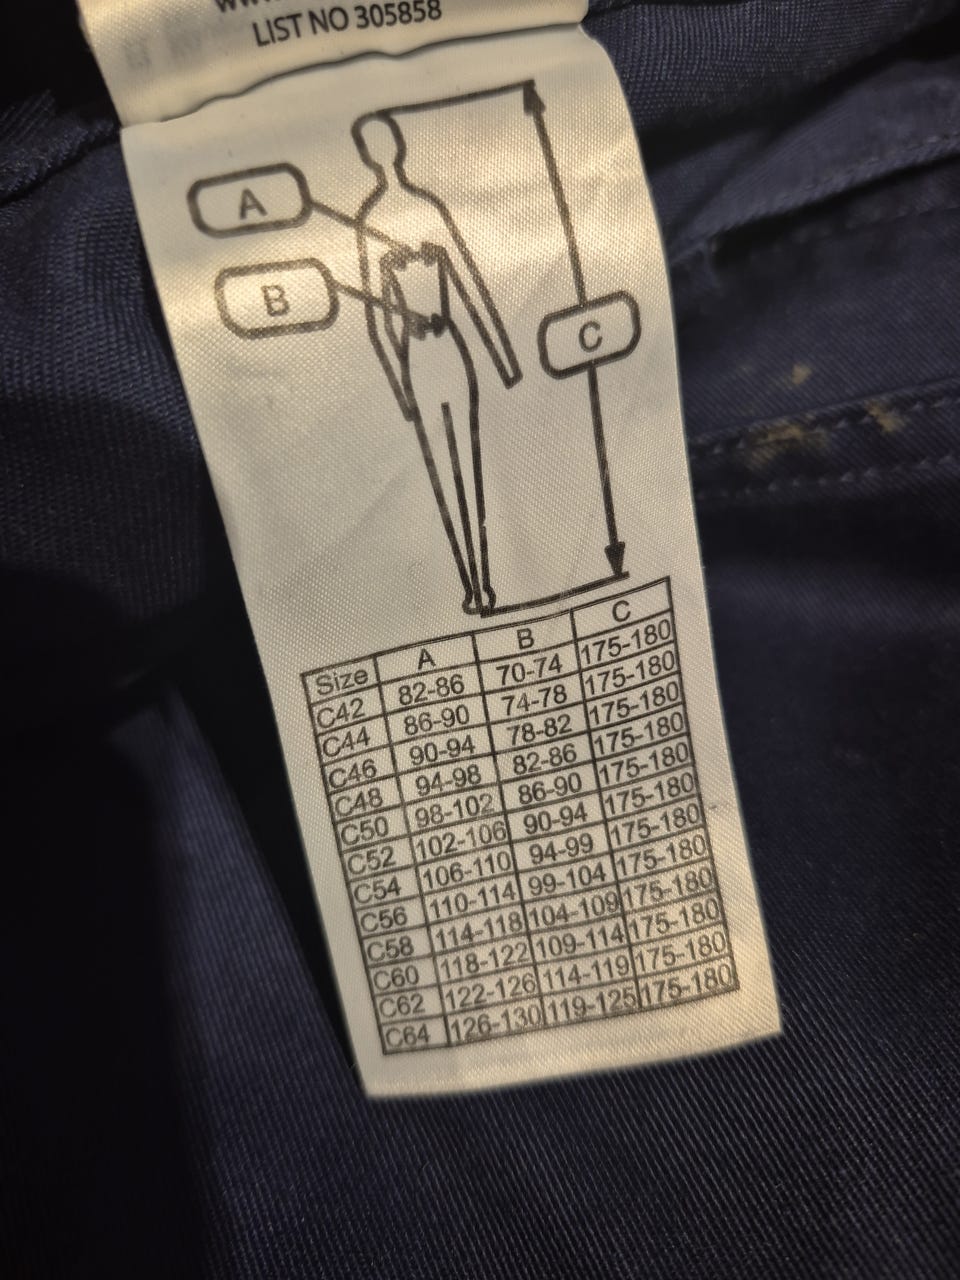 LIST NO 305858
A
B
C
Size A B C
C42 82-86 70-74 175-180
C44 86-90 74-78 175-180
C46 90-94 78-82 175-180
C48 94-98 82-86 175-180
C50 98-102 86-90 175-180
C52 102-106 90-94 175-180
C54 106-110 94-99 175-180
C56 110-114 99-104 175-180
C58 114-118 104-109 175-180
C60 118-122 109-114 175-180
C62 122-126 114-119 175-180
C64 126-130 119-125 175-180